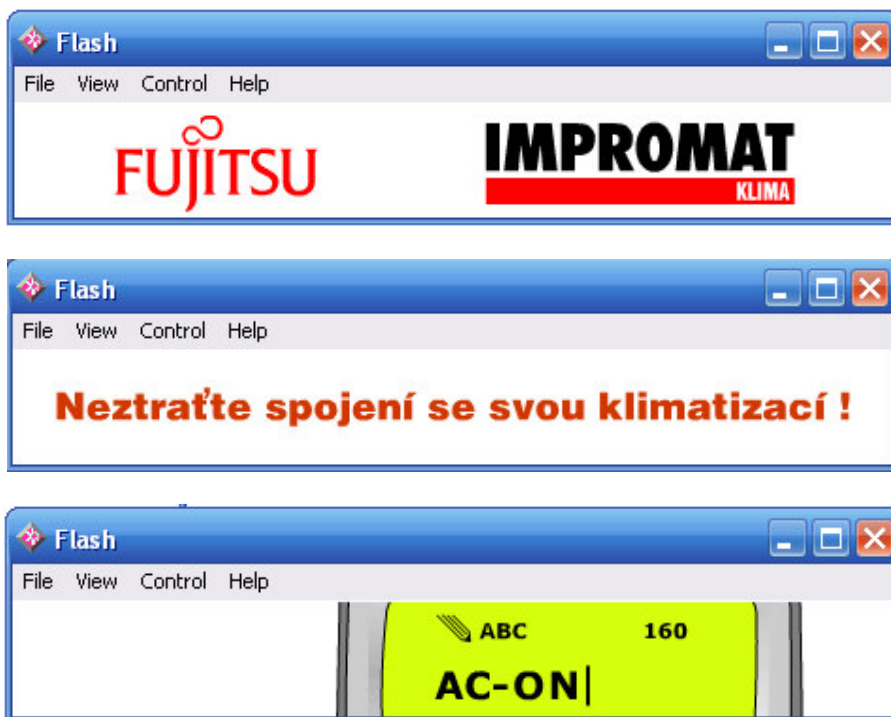 Flash
File View Control Help
FUJITSU IMPROMAT
KLIMA
Flash
File View Control Help
Neztraťte spojení se svou klimatizací !
Flash
File View Control Help
ABC 160
AC-ON